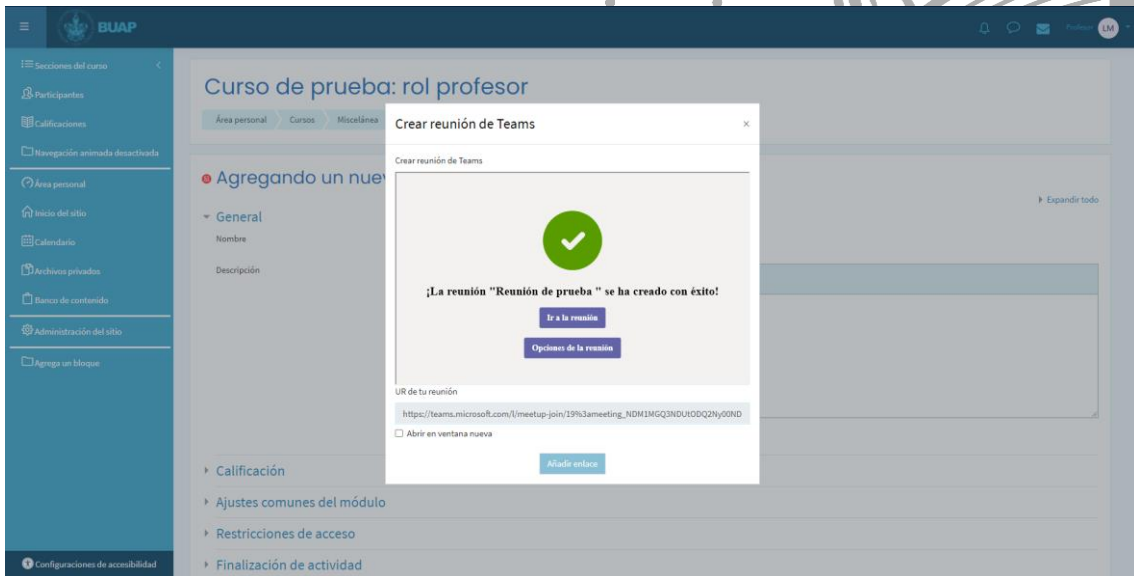 BUAP
Profesor LM
Secciones del curso
Participantes
Calificaciones
Navegación animada desactivada
Área personal
Inicio del sitio
Calendario
Archivos privados
Banco de contenido
Administración del sitio
Agrega un bloque
Configuraciones de accesibilidad
Curso de prueba: rol profesor
Área personal Cursos Miscelánea
Agregando un nue
Expandir todo
General
Nombre
Descripción
Calificación
Ajustes comunes del módulo
Restricciones de acceso
Finalización de actividad
Crear reunión de Teams
Crear reunión de Teams
¡La reunión "Reunión de prueba " se ha creado con éxito!
Ir a la reunión
Opciones de la reunión
UR de tu reunión
https://teams.microsoft.com/l/meetup-join/19%3ameeting_NDM1MGQ3NDUtODQ2Ny00ND
Abrir en ventana nueva
Añadir enlace